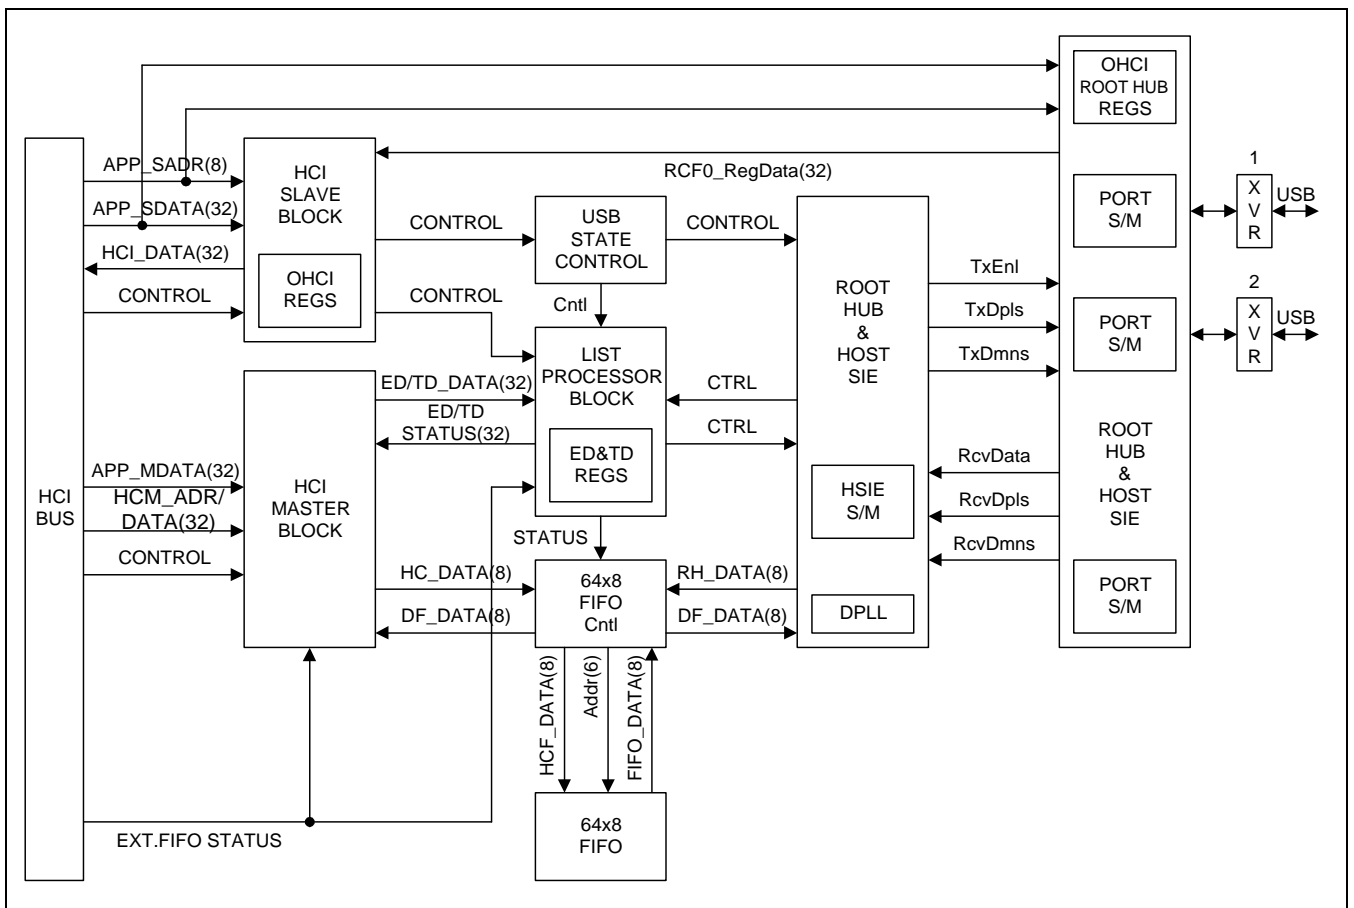 OHCI
ROOT HUB
REGS
APP_SADR(8)
HCI
SLAVE
BLOCK
RCF0_RegData(32)
1
PORT
S/M
X
V
R
USB
APP_SDATA(32)
CONTROL
USB
STATE
CONTROL
CONTROL
HCI_DATA(32)
OHCI
REGS
CONTROL
CONTROL
Cntl
ROOT
HUB
&
HOST
SIE
TxEnl
TxDpls
TxDmns
2
PORT
S/M
X
V
R
USB
LIST
PROCESSOR
BLOCK
ED/TD_DATA(32)
ED/TD
STATUS(32)
CTRL
CTRL
ED&TD
REGS
HCI
BUS
APP_MDATA(32)
HCM_ADR/
DATA(32)
CONTROL
HCI
MASTER
BLOCK
HSIE
S/M
RcvData
RcvDpls
RcvDmns
ROOT
HUB
&
HOST
SIE
STATUS
HC_DATA(8)
DF_DATA(8)
64x8
FIFO
Cntl
RH_DATA(8)
DF_DATA(8)
DPLL
PORT
S/M
HCF_DATA(8)
Addr(6)
FIFO_DATA(8)
EXT.FIFO STATUS
64x8
FIFO